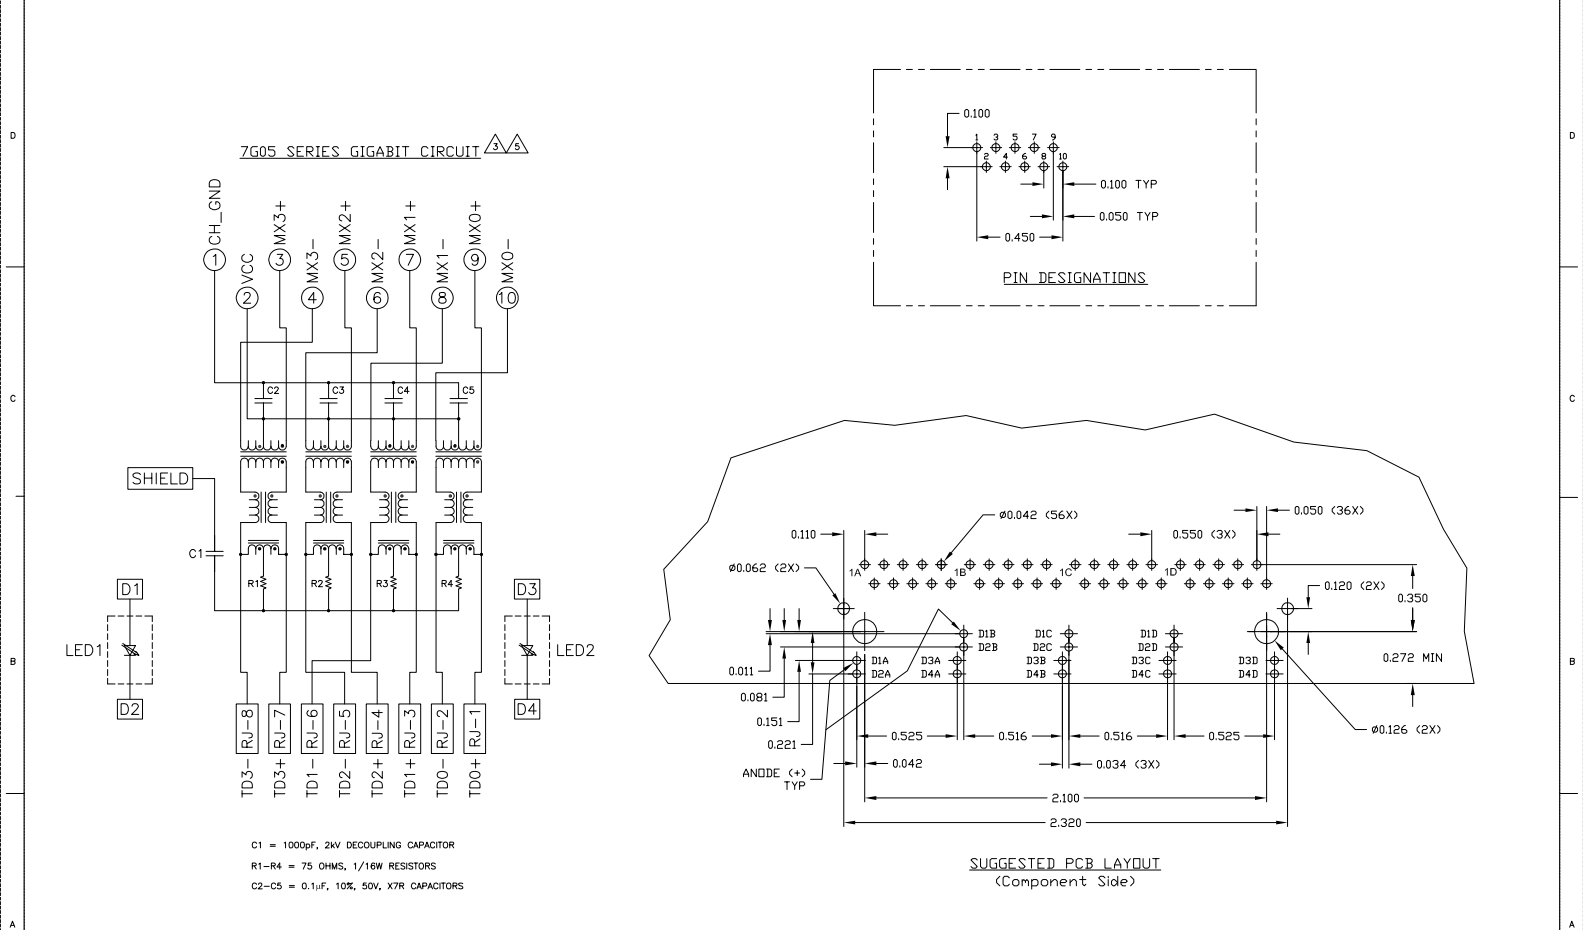 D
D
C
C
B
B
A
A
7G05 SERIES GIGABIT CIRCUIT
3
5
1 CH_GND
2 VCC
3 MX3+
4 MX3-
5 MX2+
6 MX2-
7 MX1+
8 MX1-
9 MX0+
10 MX0-
C2
C3
C4
C5
SHIELD
C1
R1
R2
R3
R4
D1
LED1
D2
D3
LED2
D4
RJ-8
RJ-7
RJ-6
RJ-5
RJ-4
RJ-3
RJ-2
RJ-1
TD3-
TD3+
TD1-
TD2-
TD2+
TD1+
TD0-
TD0+
C1 = 1000pF, 2kV DECOUPLING CAPACITOR
R1-R4 = 75 OHMS, 1/16W RESISTORS
C2-C5 = 0.1µF, 10%, 50V, X7R CAPACITORS
0.100
1 3 5 7 9
2 4 6 8 10
0.100 TYP
0.050 TYP
0.450
PIN DESIGNATIONS
Ø0.042 (56X)
0.050 (36X)
0.110
0.550 (3X)
Ø0.062 (2X)
1A
1B
1C
1D
0.120 (2X)
0.350
D1B
D1C
D1D
D2B
D2C
D2D
D1A
D3A
D3B
D3C
D3D
D2A
D4A
D4B
D4C
D4D
0.272 MIN
0.011
0.081
0.151
0.221
0.525
0.516
0.516
0.525
Ø0.126 (2X)
ANODE (+)
TYP
0.042
0.034 (3X)
2.100
2.320
SUGGESTED PCB LAYOUT
(Component Side)